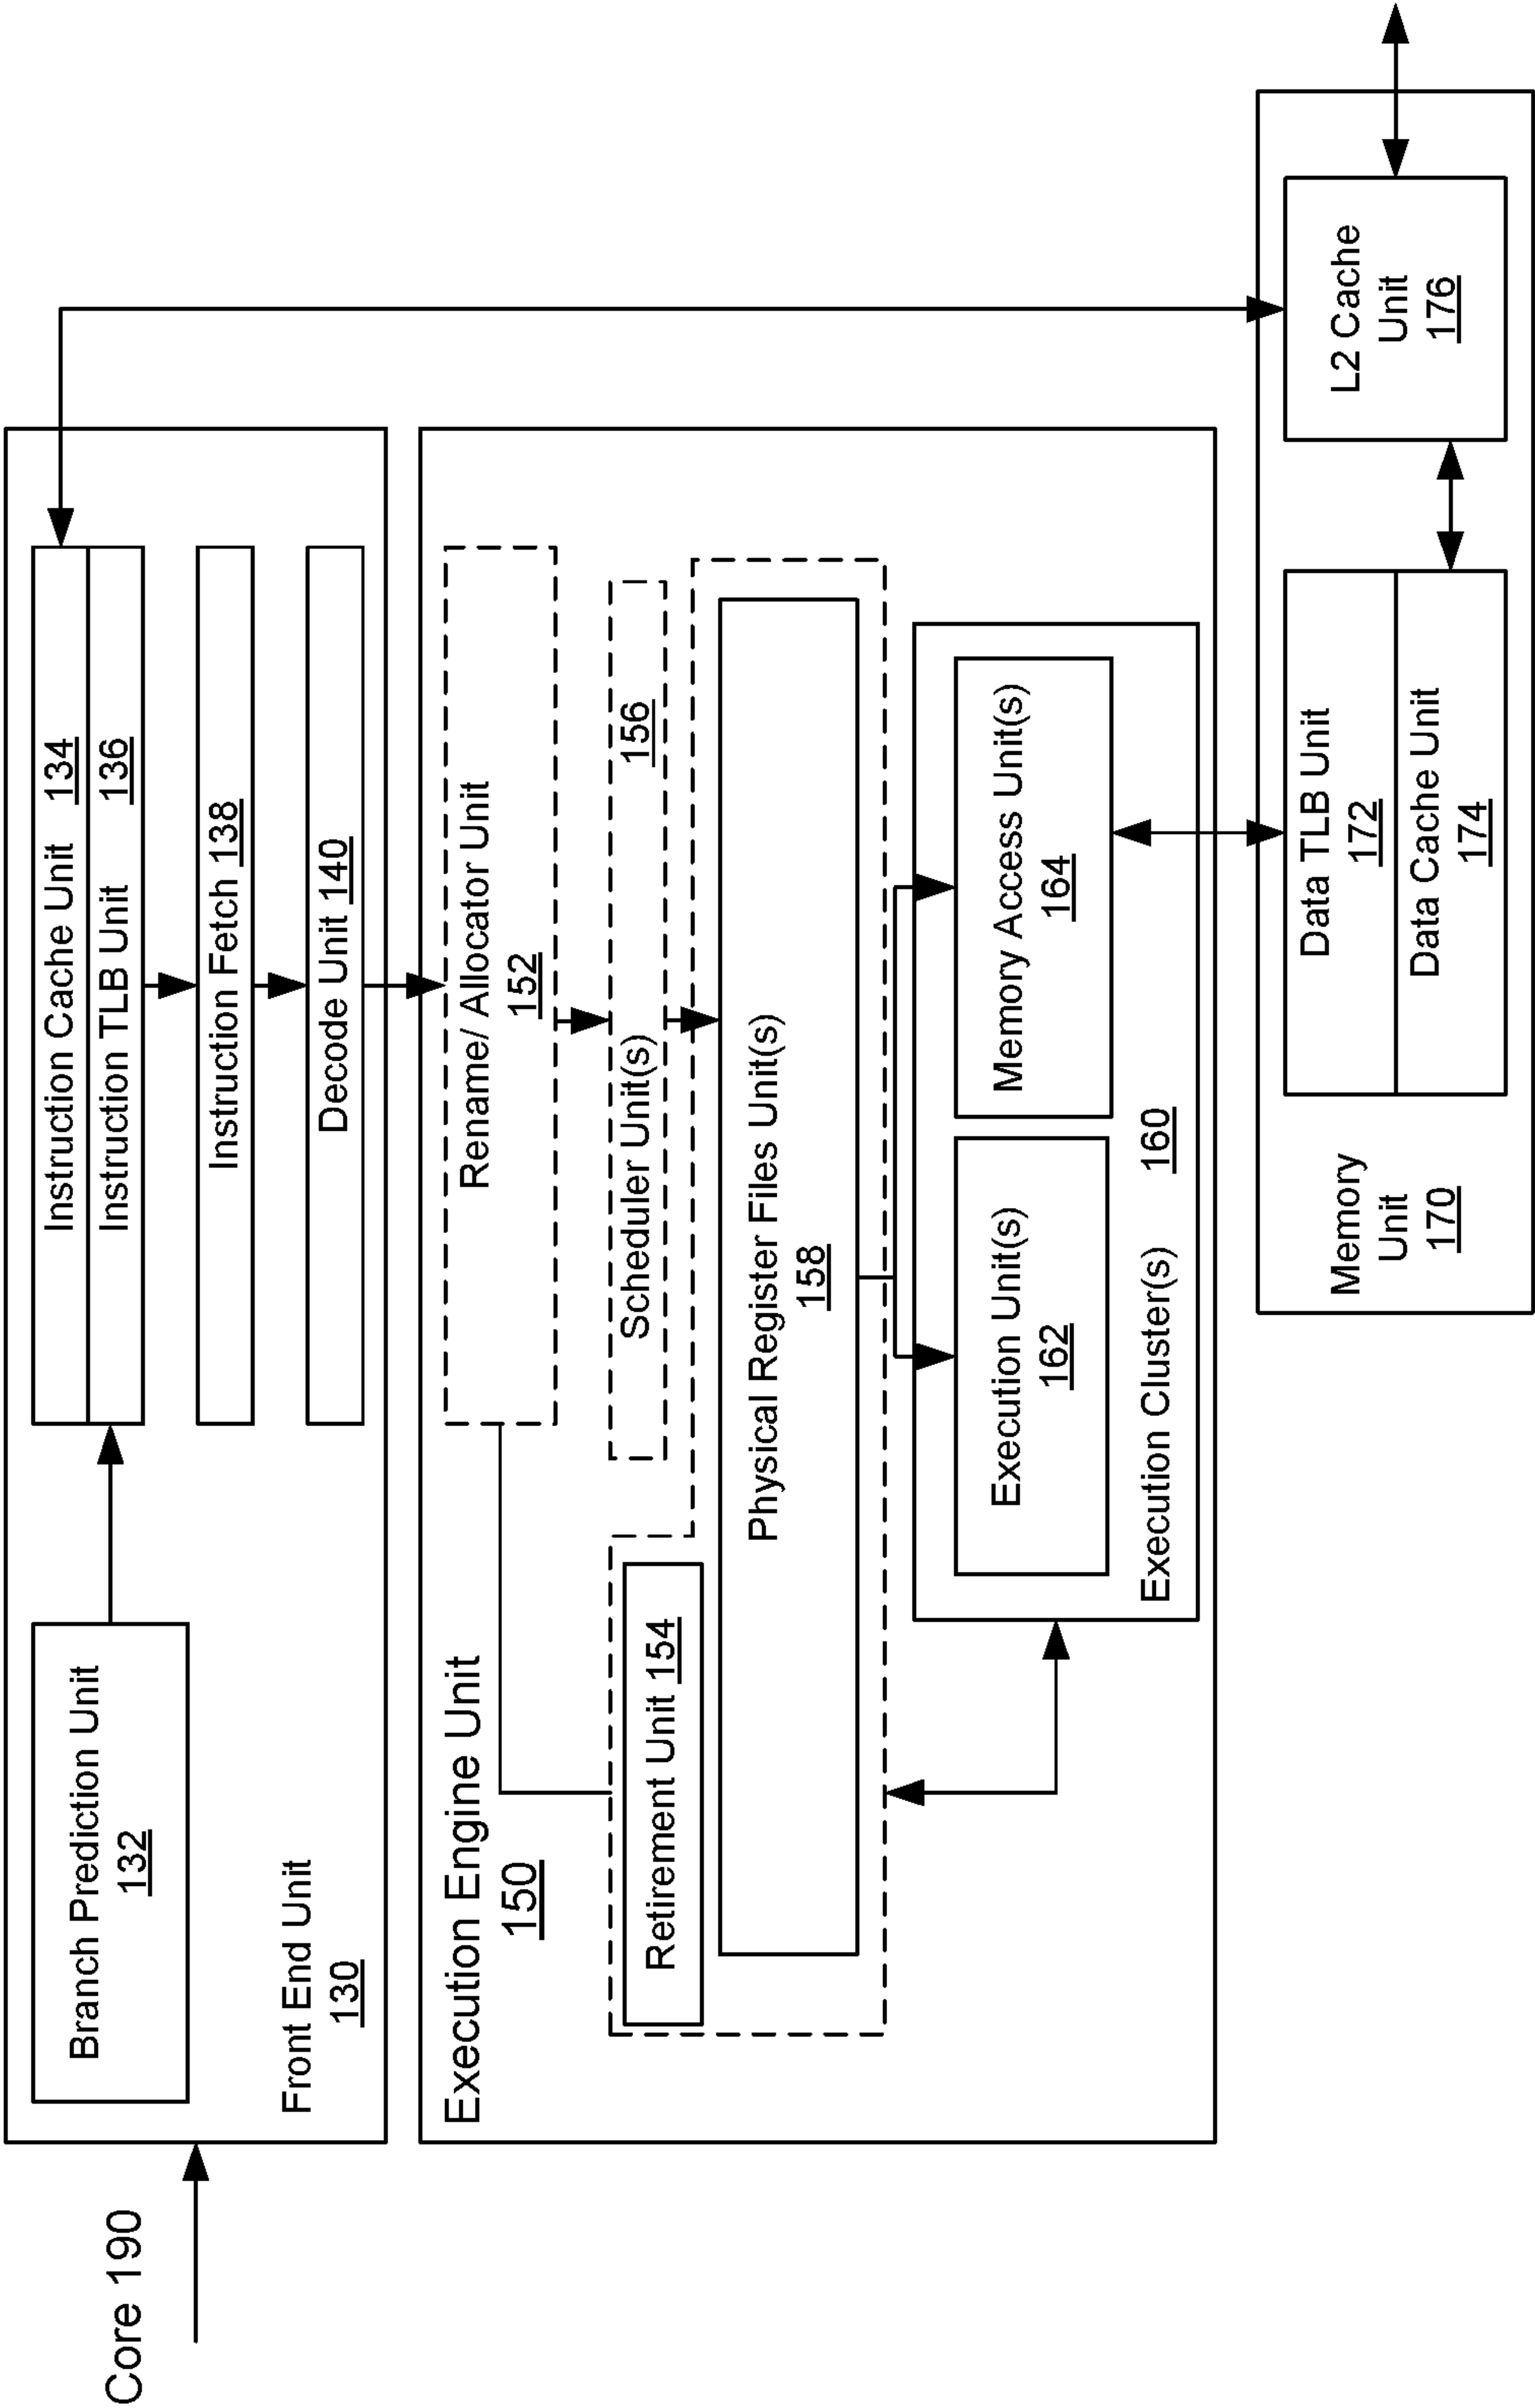 Core 190
Branch Prediction Unit
132
Instruction Cache Unit 134
Instruction TLB Unit 136
Instruction Fetch 138
Decode Unit 140
Front End Unit
130
Execution Engine Unit
150
Rename/ Allocator Unit
152
Scheduler Unit(s) 156
Retirement Unit 154
Physical Register Files Unit(s)
158
Execution Unit(s)
162
Memory Access Unit(s)
164
Execution Cluster(s) 160
Memory
Unit
170
Data TLB Unit
172
Data Cache Unit
174
L2 Cache
Unit
176